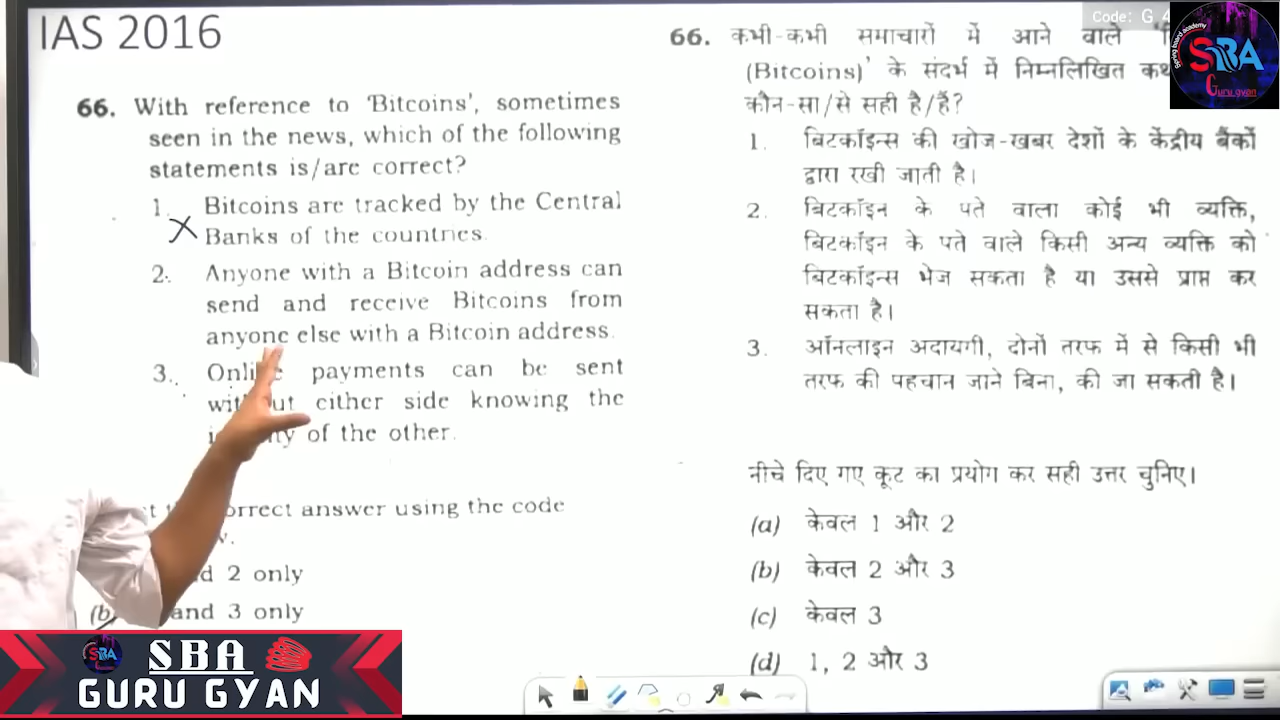 IAS 2016
Code: G
66. With reference to 'Bitcoins', sometimes
seen in the news, which of the following
statements is/are correct?
1. Bitcoins are tracked by the Central
Banks of the countries.
2. Anyone with a Bitcoin address can
send and receive Bitcoins from
anyone else with a Bitcoin address.
3. payments can be sent
either side knowing the
of the other.
correct answer using the code
2 only
(b) and 3 only
66. कभी-कभी समाचारों में आने वाले
(Bitcoins)' के संदर्भ में निम्नलिखित
कौन-सा/से सही है/हैं?
1. बिटकॉइन्स की खोज-खबर देशों के केंद्रीय बैंकों
द्वारा रखी जाती है।
2. बिटकॉइन के पते वाला कोई भी व्यक्ति,
बिटकॉइन के पते वाले किसी अन्य व्यक्ति को
बिटकॉइन्स भेज सकता है या उससे प्राप्त कर
सकता है।
3. ऑनलाइन अदायगी, दोनों तरफ में से किसी भी
तरफ की पहचान जाने बिना, की जा सकती है।
नीचे दिए गए कूट का प्रयोग कर सही उत्तर चुनिए।
(a) केवल 1 और 2
(b) केवल 2 और 3
(c) केवल 3
(d) 1, 2 और 3
SBA
Guru gyan
SBA
SBA
GURU GYAN